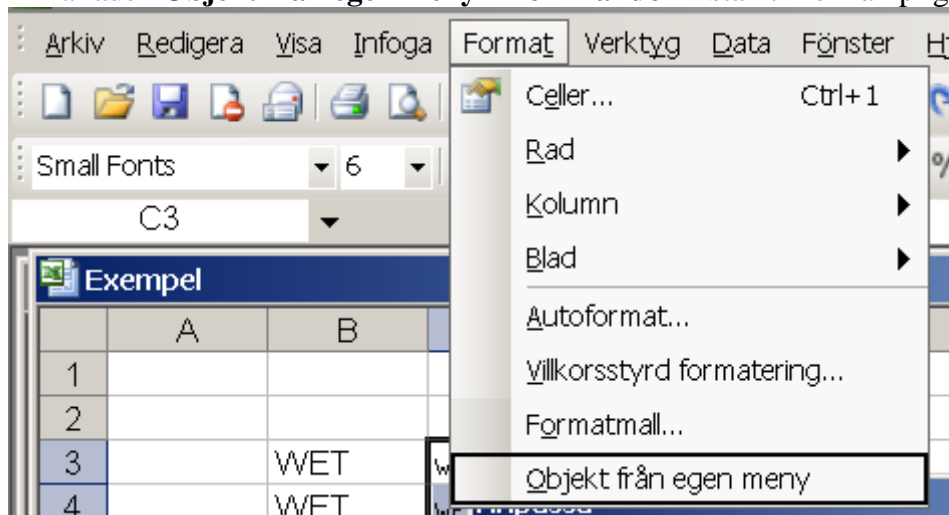 Arkiv Redigera Visa Infoga Format Verktyg Data Fönster
Celler... Ctrl+1
Small Fonts 6
Rad
C3
Kolumn
Blad
Exempel
Autoformat...
A B
1
Villkorsstyrd formatering...
2
Formatmall...
3 WET
Objekt från egen meny
4 WET